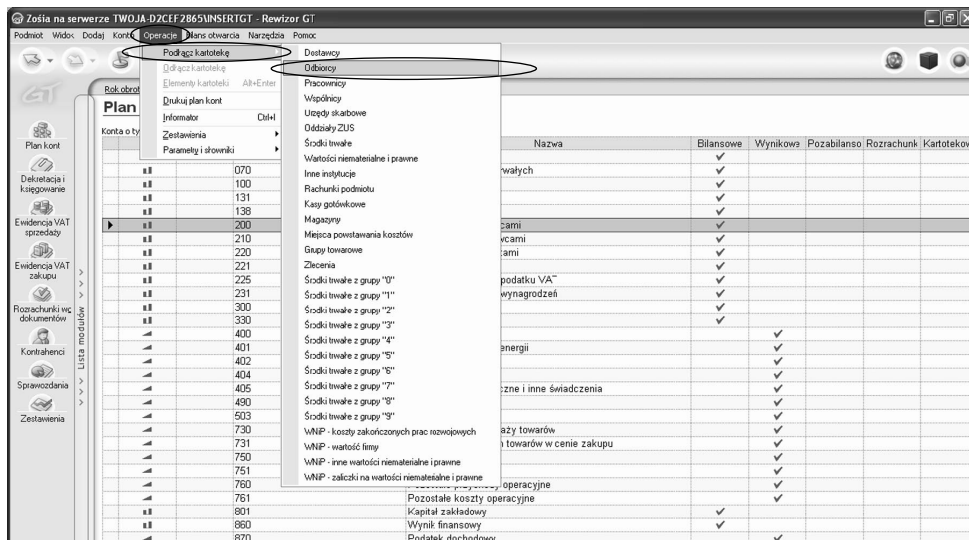 Zośia na serwerze TWOJA-D2CEF2865\INSERTGT - Rewizor GT
Podmiot Widok Dodaj Konto Operacje Bilans otwarcia Narzędzia Pomoc
GT
Lista modułów
Plan kont
Dekretacja i księgowanie
Ewidencja VAT sprzedaży
Ewidencja VAT zakupu
Rozrachunki wg dokumentów
Kontrahenci
Sprawozdania
Zestawienia
Rok obrot
Plan
Konta o ty
Podłącz kartotekę
Odłącz kartotekę
Elementy kartoteki Alt+Enter
Drukuj plan kont
Informator Ctrl+I
Zestawienia
Parametry i słowniki
Dostawcy
Odbiorcy
Pracownicy
Wspólnicy
Urzędy skarbowe
Oddziały ZUS
Środki trwałe
Wartości niematerialne i prawne
Inne instytucje
Rachunki podmiotu
Kasy gotówkowe
Magazyny
Miejsca powstawania kosztów
Grupy towarowe
Zlecenia
Środki trwałe z grupy "0"
Środki trwałe z grupy "1"
Środki trwałe z grupy "2"
Środki trwałe z grupy "3"
Środki trwałe z grupy "4"
Środki trwałe z grupy "5"
Środki trwałe z grupy "6"
Środki trwałe z grupy "7"
Środki trwałe z grupy "8"
Środki trwałe z grupy "9"
WNiP - koszty zakończonych prac rozwojowych
WNiP - wartość firmy
WNiP - inne wartości niematerialne i prawne
WNiP - zaliczki na wartości niematerialne i prawne
Nazwa Bilansowe Wynikowe Pozabilanso Rozrachunk Kartotekow
070 rwałych
100
131
138
200 cami
210 wcami
220 zami
221
225 podatku VAT
231 wynagrodzeń
300
330
400
401 energii
402
404
405 czne i inne świadczenia
490
503
730 aży towarów
731 h towarów w cenie zakupu
750
751
760 Pozostałe przychody operacyjne
761 Pozostałe koszty operacyjne
801 Kapitał zakładowy
860 Wynik finansowy
870 Podatek dochodowy